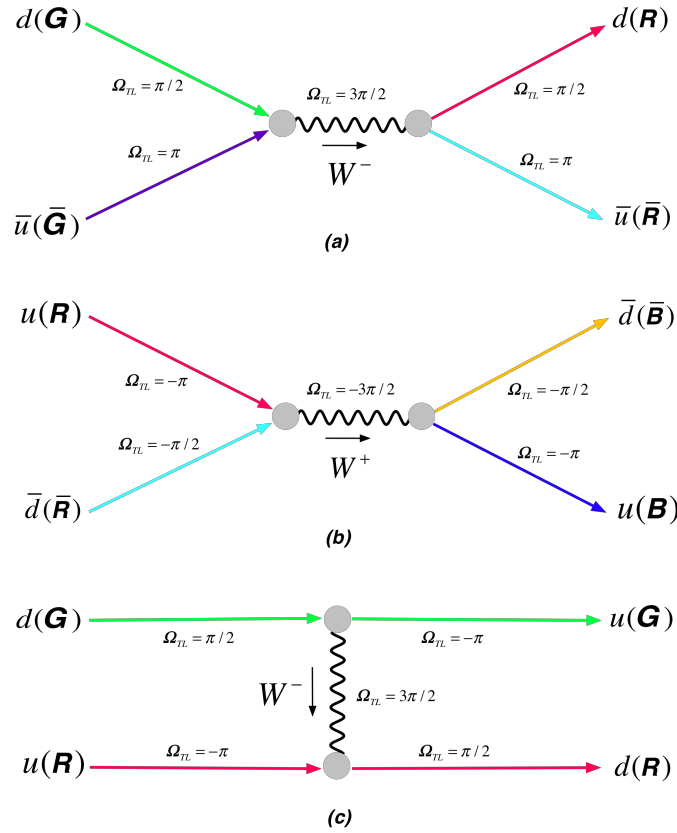 d(G) d(R)
Ω_TL = π/2 Ω_TL = 3π/2 Ω_TL = π/2
Ω_TL = π W⁻ Ω_TL = π
u̅(G̅) u̅(R̅)
(a)
u(R) d̅(B̅)
Ω_TL = −π Ω_TL = −3π/2 Ω_TL = −π/2
Ω_TL = −π/2 W⁺ Ω_TL = −π
d̅(R̅) u(B)
(b)
d(G) u(G)
Ω_TL = π/2 Ω_TL = −π
W⁻ Ω_TL = 3π/2
Ω_TL = −π Ω_TL = π/2
u(R) d(R)
(c)